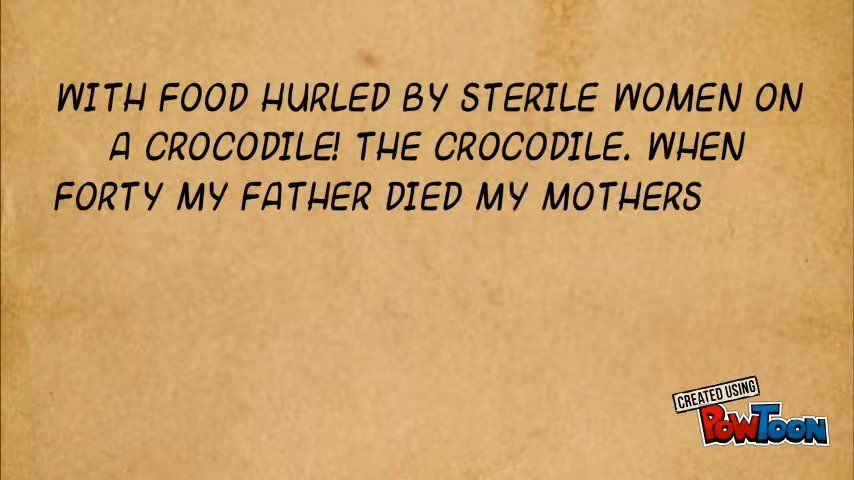 WITH FOOD HURLED BY STERILE WOMEN ON
A CROCODILE! THE CROCODILE. WHEN
FORTY MY FATHER DIED MY MOTHERS
CREATED USING
POWTOON